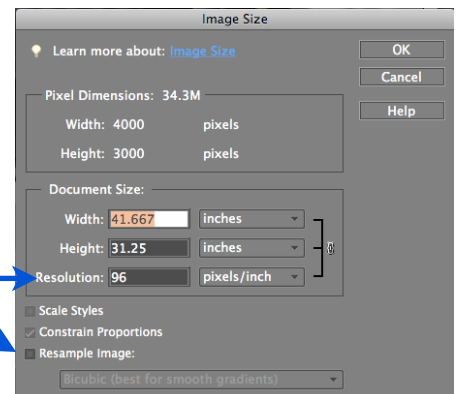 Image Size
Learn more about: Image Size
OK
Cancel
Help
Pixel Dimensions: 34.3M
Width: 4000 pixels
Height: 3000 pixels
Document Size:
Width: 41.667 inches
Height: 31.25 inches
Resolution: 96 pixels/inch
Scale Styles
Constrain Proportions
Resample Image:
Bicubic (best for smooth gradients)